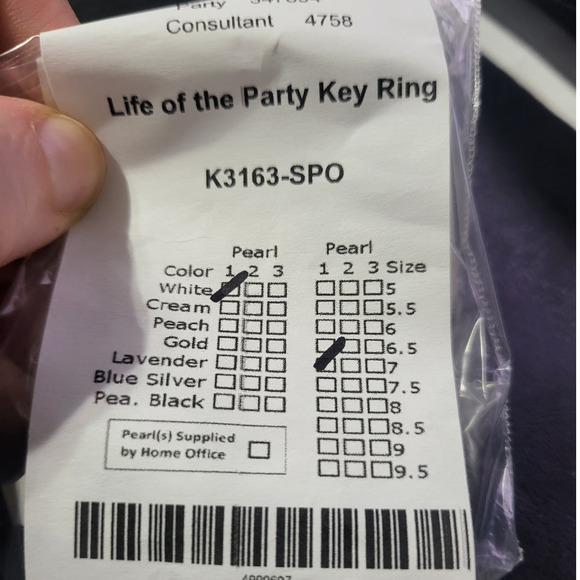 Party
Consultant 4758
Life of the Party Key Ring
K3163-SPO
Pearl Pearl
Color 1 2 3 1 2 3 Size
White 5
Cream 5.5
Peach 6
Gold 6.5
Lavender 7
Blue Silver 7.5
Pea. Black 8
8.5
9
9.5
Pearl(s) Supplied
by Home Office